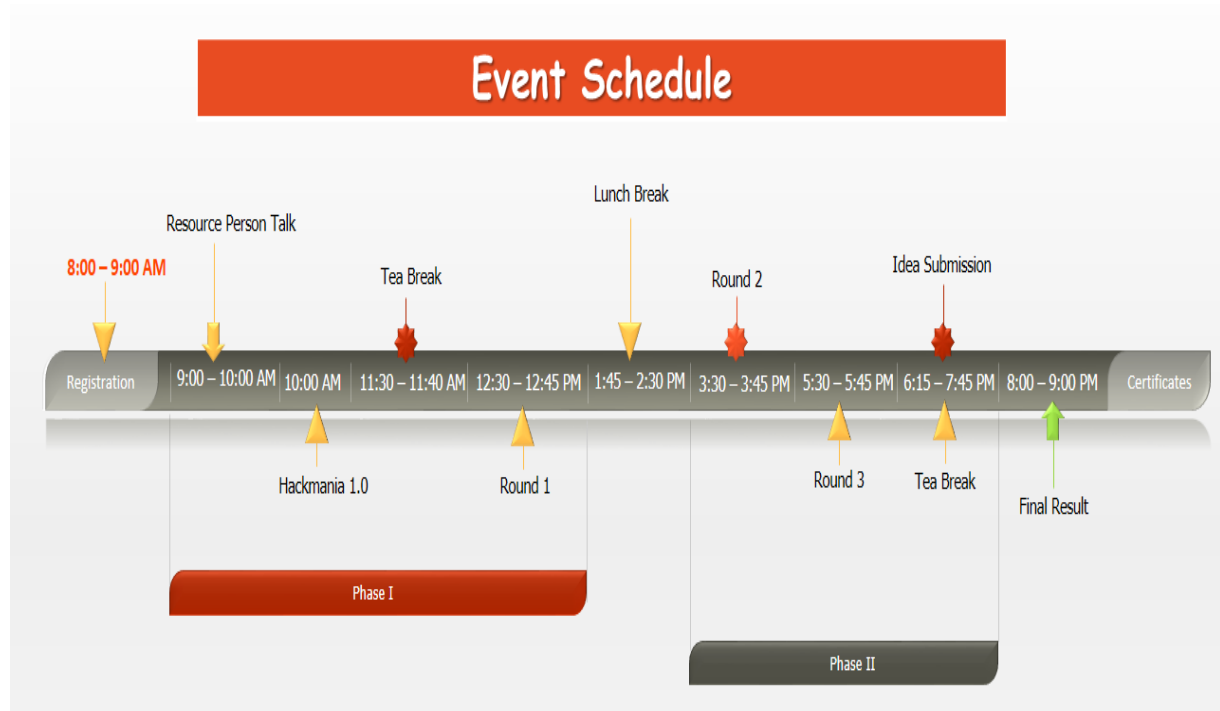 Event Schedule
Lunch Break
Resource Person Talk
8:00 – 9:00 AM
Tea Break
Round 2
Idea Submission
Registration
9:00 – 10:00 AM
10:00 AM
11:30 – 11:40 AM
12:30 – 12:45 PM
1:45 – 2:30 PM
3:30 – 3:45 PM
5:30 – 5:45 PM
6:15 – 7:45 PM
8:00 – 9:00 PM
Certificates
Hackmania 1.0
Round 1
Round 3
Tea Break
Final Result
Phase I
Phase II